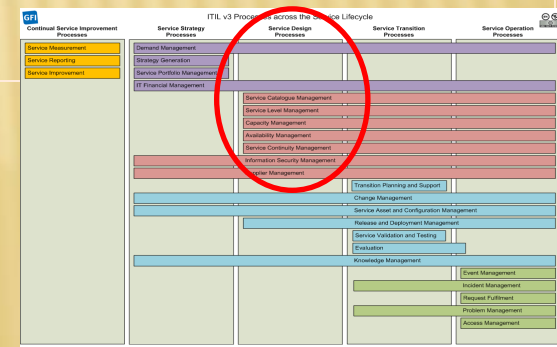 GFI
ITIL v3 Processes across the Service Lifecycle
Continual Service Improvement
Processes
Service Strategy
Processes
Service Design
Processes
Service Transition
Processes
Service Operation
Processes
Service Measurement
Service Reporting
Service Improvement
Demand Management
Strategy Generation
Service Portfolio Management
IT Financial Management
Service Catalogue Management
Service Level Management
Capacity Management
Availability Management
Service Continuity Management
Information Security Management
Supplier Management
Transition Planning and Support
Change Management
Service Asset and Configuration Management
Release and Deployment Management
Service Validation and Testing
Evaluation
Knowledge Management
Event Management
Incident Management
Request Fulfilment
Problem Management
Access Management